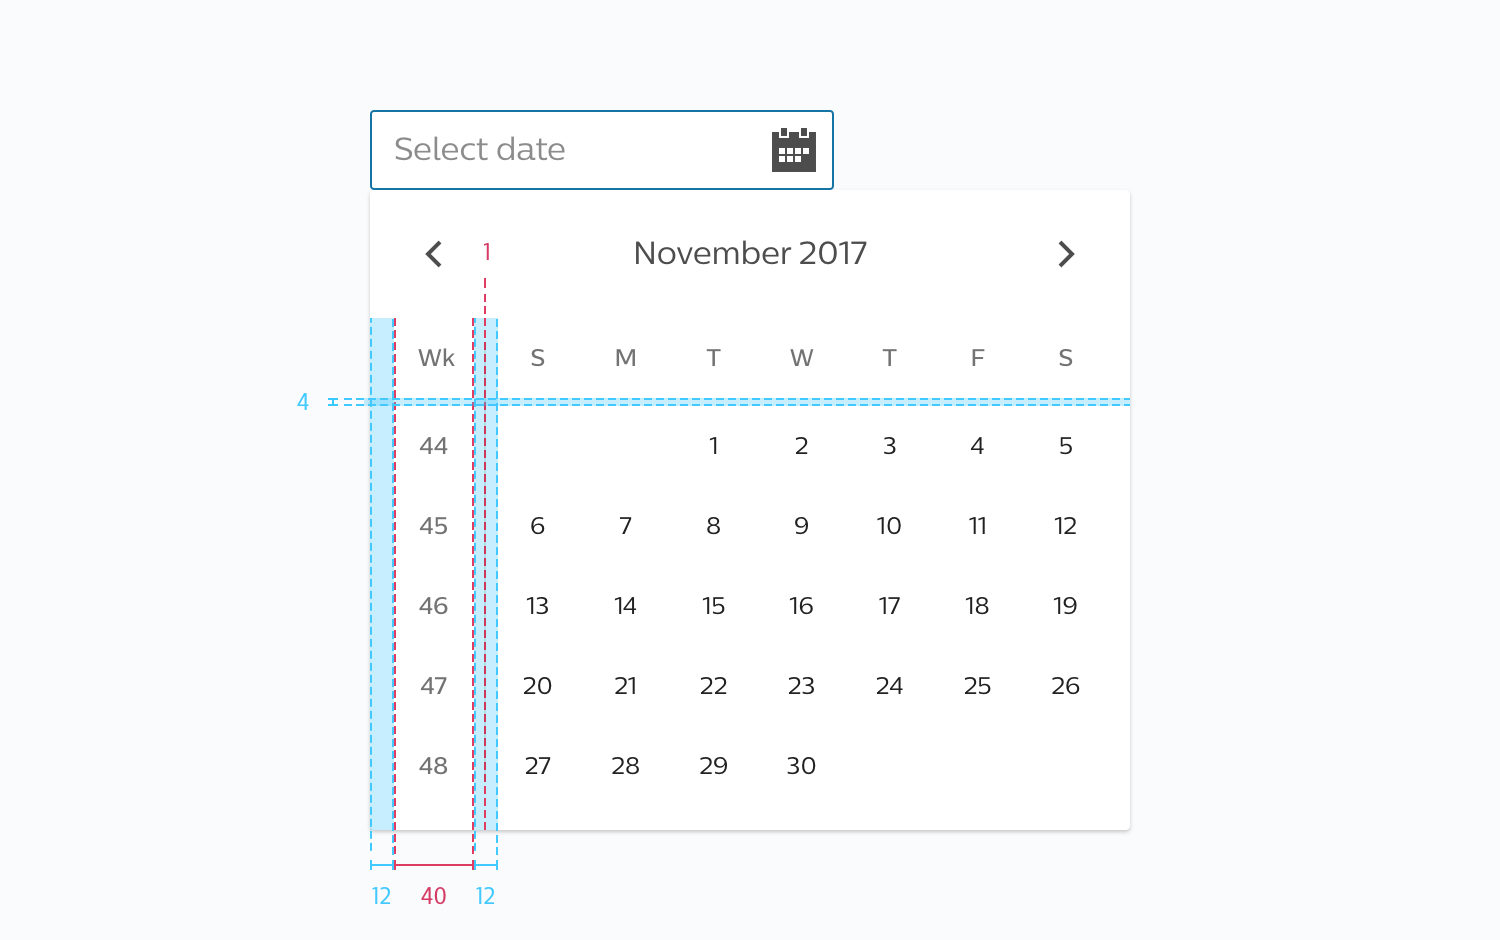 Select date
1 November 2017
Wk S M T W T F S
4
44 1 2 3 4 5
45 6 7 8 9 10 11 12
46 13 14 15 16 17 18 19
47 20 21 22 23 24 25 26
48 27 28 29 30
12 40 12